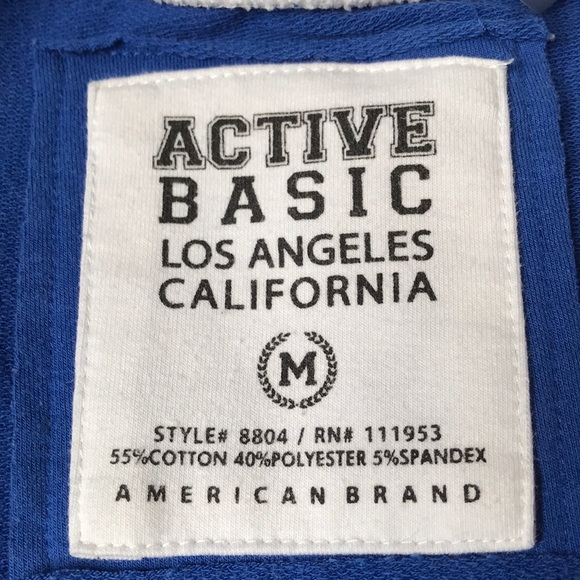 ACTIVE
BASIC
LOS ANGELES
CALIFORNIA
M
STYLE# 8804 / RN# 111953
55%COTTON 40%POLYESTER 5%SPANDEX
AMERICAN BRAND